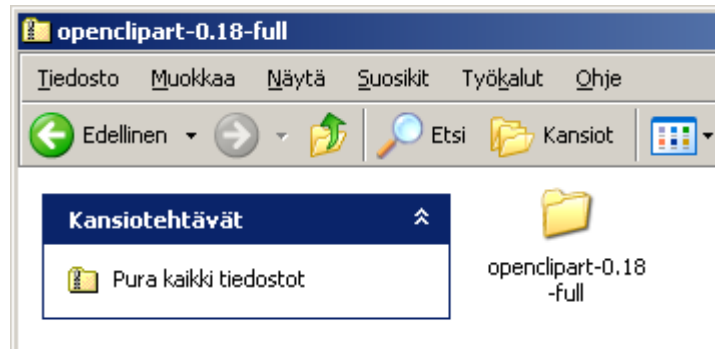 openclipart-0.18-full
Tiedosto Muokkaa Näytä Suosikit Työkalut Ohje
Edellinen Etsi Kansiot
Kansiotehtävät
Pura kaikki tiedostot
openclipart-0.18
-full